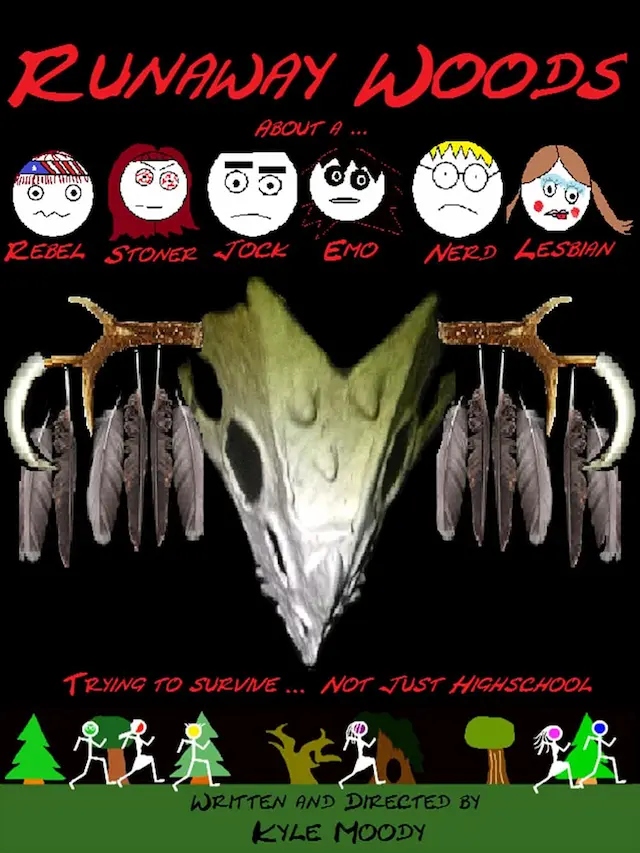 RUNAWAY WOODS
ABOUT A ...
REBEL STONER JOCK EMO NERD LESBIAN
TRYING TO SURVIVE ... NOT JUST HIGHSCHOOL
WRITTEN AND DIRECTED BY
KYLE MOODY